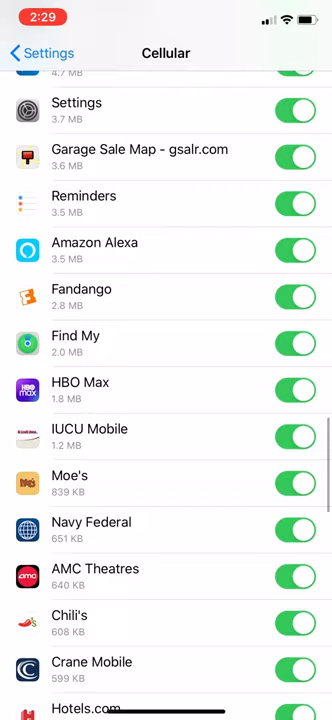 2:29
Settings
Cellular
4.7 MB
Settings
3.7 MB
Garage Sale Map - gsalr.com
3.6 MB
Reminders
3.5 MB
Amazon Alexa
3.5 MB
Fandango
2.8 MB
Find My
2.0 MB
HBO Max
HBO
max
1.8 MB
IUCU Mobile
1.2 MB
Moe's
839 KB
Navy Federal
651 KB
AMC Theatres
amc
640 KB
Chili's
608 KB
Crane Mobile
599 KB
Hotels.com